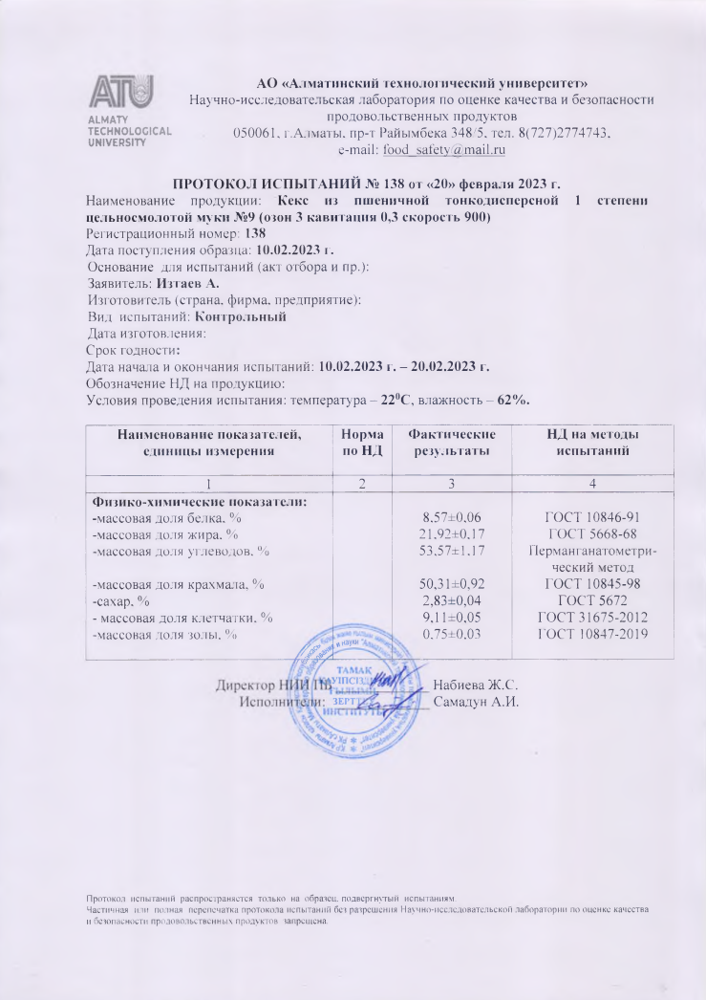 ATU
ALMATY
TECHNOLOGICAL
UNIVERSITY
АО «Алматинский технологический университет»
Научно-исследовательская лаборатория по оценке качества и безопасности
продовольственных продуктов
050061, г.Алматы, пр-т Райымбека 348/5, тел. 8(727)2774743,
e-mail: food_safety@mail.ru
ПРОТОКОЛ ИСПЫТАНИЙ № 138 от «20» февраля 2023 г.
Наименование продукции: Кекс из пшеничной тонкодисперсной 1 степени
цельносмолотой муки №9 (озон 3 кавитация 0,3 скорость 900)
Регистрационный номер: 138
Дата поступления образца: 10.02.2023 г.
Основание для испытаний (акт отбора и пр.):
Заявитель: Изтаев А.
Изготовитель (страна, фирма, предприятие):
Вид испытаний: Контрольный
Дата изготовления:
Срок годности:
Дата начала и окончания испытаний: 10.02.2023 г. – 20.02.2023 г.
Обозначение НД на продукцию:
Условия проведения испытания: температура – 22⁰С, влажность – 62%.
Наименование показателей, Норма Фактические НД на методы
единицы измерения по НД результаты испытаний
1 2 3 4
Физико-химические показатели:
-массовая доля белка, % 8,57±0,06 ГОСТ 10846-91
-массовая доля жира, % 21,92±0,17 ГОСТ 5668-68
-массовая доля углеводов, % 53,57±1,17 Перманганатометри-
ческий метод
-массовая доля крахмала, % 50,31±0,92 ГОСТ 10845-98
-сахар, % 2,83±0,04 ГОСТ 5672
- массовая доля клетчатки, % 9,11±0,05 ГОСТ 31675-2012
-массовая доля золы, % 0,75±0,03 ГОСТ 10847-2019
ТАМАҚ
Директор НИИ ПБ Набиева Ж.С.
Исполнители: Самадун А.И.
ИНСТИТУТЫ
Протокол испытаний распространяется только на образец, подвергнутый испытаниям
Частичная или полная перепечатка протокола испытаний без разрешения Научно-исследовательской лаборатории по оценке качества
и безопасности продовольственных продуктов запрещена.